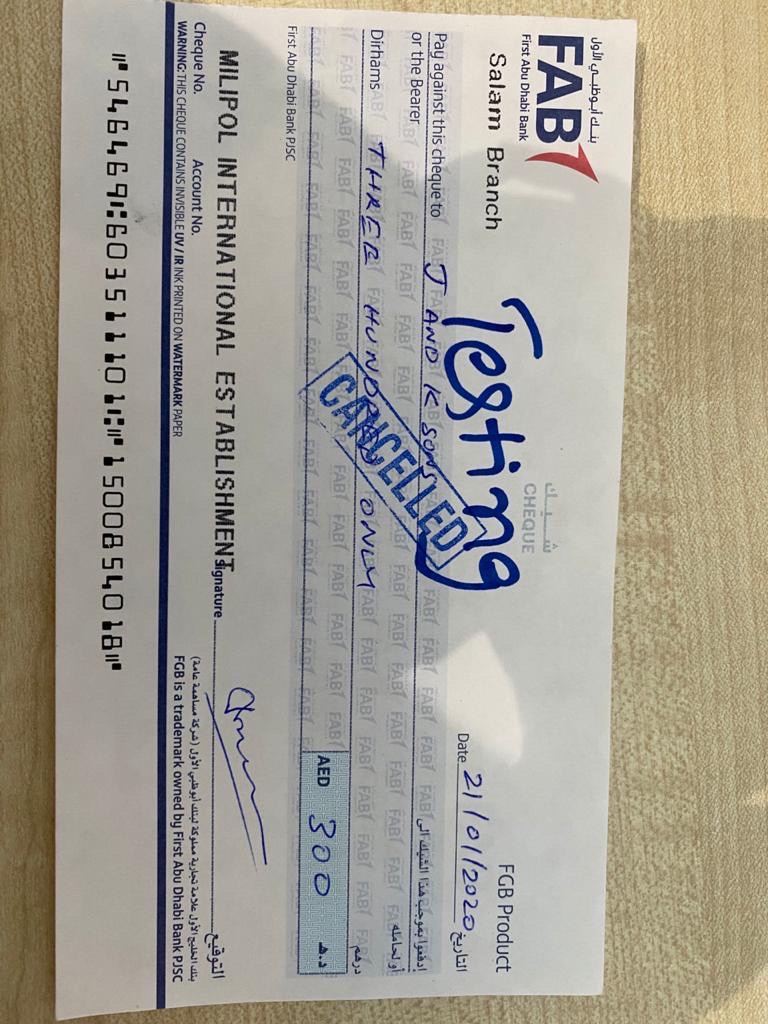 بنك أبوظبي الأول
FAB
First Abu Dhabi Bank
شيك
CHEQUE
FGB Product
Salam Branch
Testing
Date 21/01/2020 التاريخ
Pay against this cheque to J AND K SONS ادفعوا بموجب هذا الشيك إلى
or the Bearer أو لحامله
CANCELLED
Dirhams THREE HUNDRED ONLY درهم
AED 300 د.هـ
First Abu Dhabi Bank PJSC
MILIPOL INTERNATIONAL ESTABLISHMENT
Signature التوقيع
Cheque No. Account No.
بنك الخليج الأول علامة تجارية مملوكة لبنك أبوظبي الأول (شركة مساهمة عامة)
WARNING: THIS CHEQUE CONTAINS INVISIBLE UV / IR INK PRINTED ON WATERMARK PAPER
FGB is a trademark owned by First Abu Dhabi Bank PJSC
⑈546469⑆603511101⑆⑈1500854018⑈